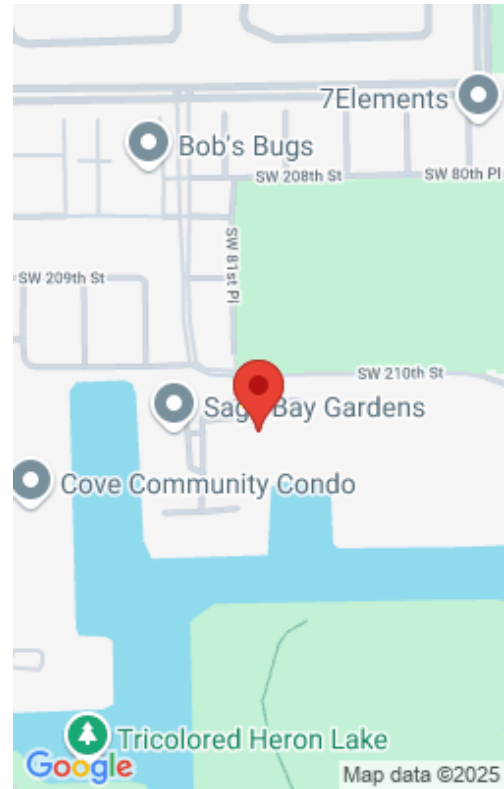 7Elements
Bob's Bugs
SW 208th St
SW 80th Pl
SW 81st Pl
SW 209th St
SW 210th St
Sage Bay Gardens
Cove Community Condo
Tricolored Heron Lake
Google
Map data ©2025